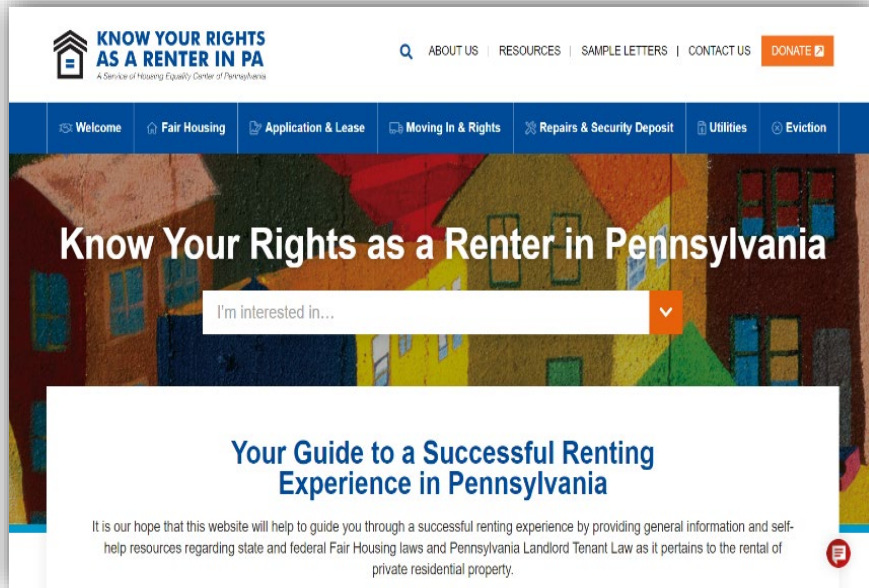 KNOW YOUR RIGHTS
AS A RENTER IN PA
A Service of Housing Equality Center of Pennsylvania
ABOUT US | RESOURCES | SAMPLE LETTERS | CONTACT US DONATE
Welcome Fair Housing Application & Lease Moving In & Rights Repairs & Security Deposit Utilities Eviction
Know Your Rights as a Renter in Pennsylvania
I'm interested in...
Your Guide to a Successful Renting
Experience in Pennsylvania
It is our hope that this website will help to guide you through a successful renting experience by providing general information and self-
help resources regarding state and federal Fair Housing laws and Pennsylvania Landlord Tenant Law as it pertains to the rental of
private residential property.